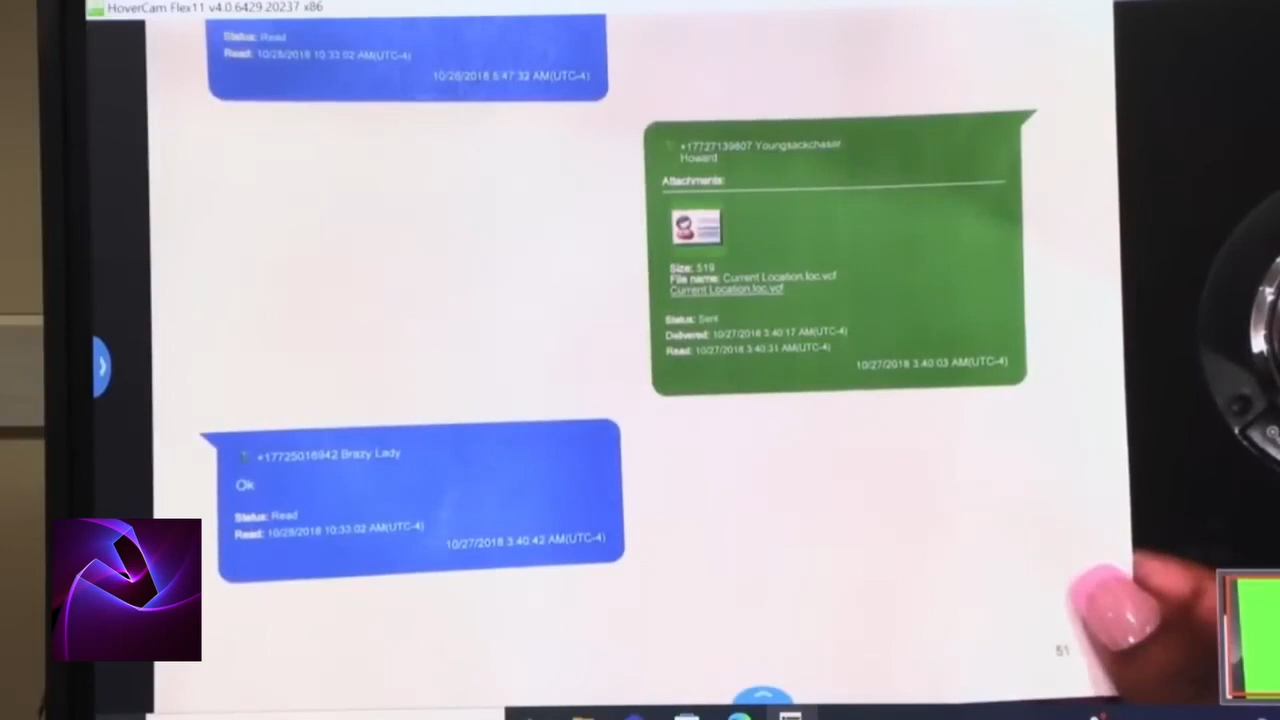 HoverCam Flex11 v4.0.6429 20237 x86
Status: Read
Read: 10/28/2018 10:33:02 AM(UTC-4)
10/26/2018 5:47:32 AM(UTC-4)
+17727139607 Youngsackchaser
Howard
Attachments:
Size: 519
File name: Current Location.loc.vcf
Current Location.loc.vcf
Status: Sent
Delivered: 10/27/2018 3:40:17 AM(UTC-4)
Read: 10/27/2018 3:40:31 AM(UTC-4)
10/27/2018 3:40:03 AM(UTC-4)
+17725016942 Brazy Lady
Ok
Status: Read
Read: 10/28/2018 10:33:02 AM(UTC-4)
10/27/2018 3:40:42 AM(UTC-4)
51